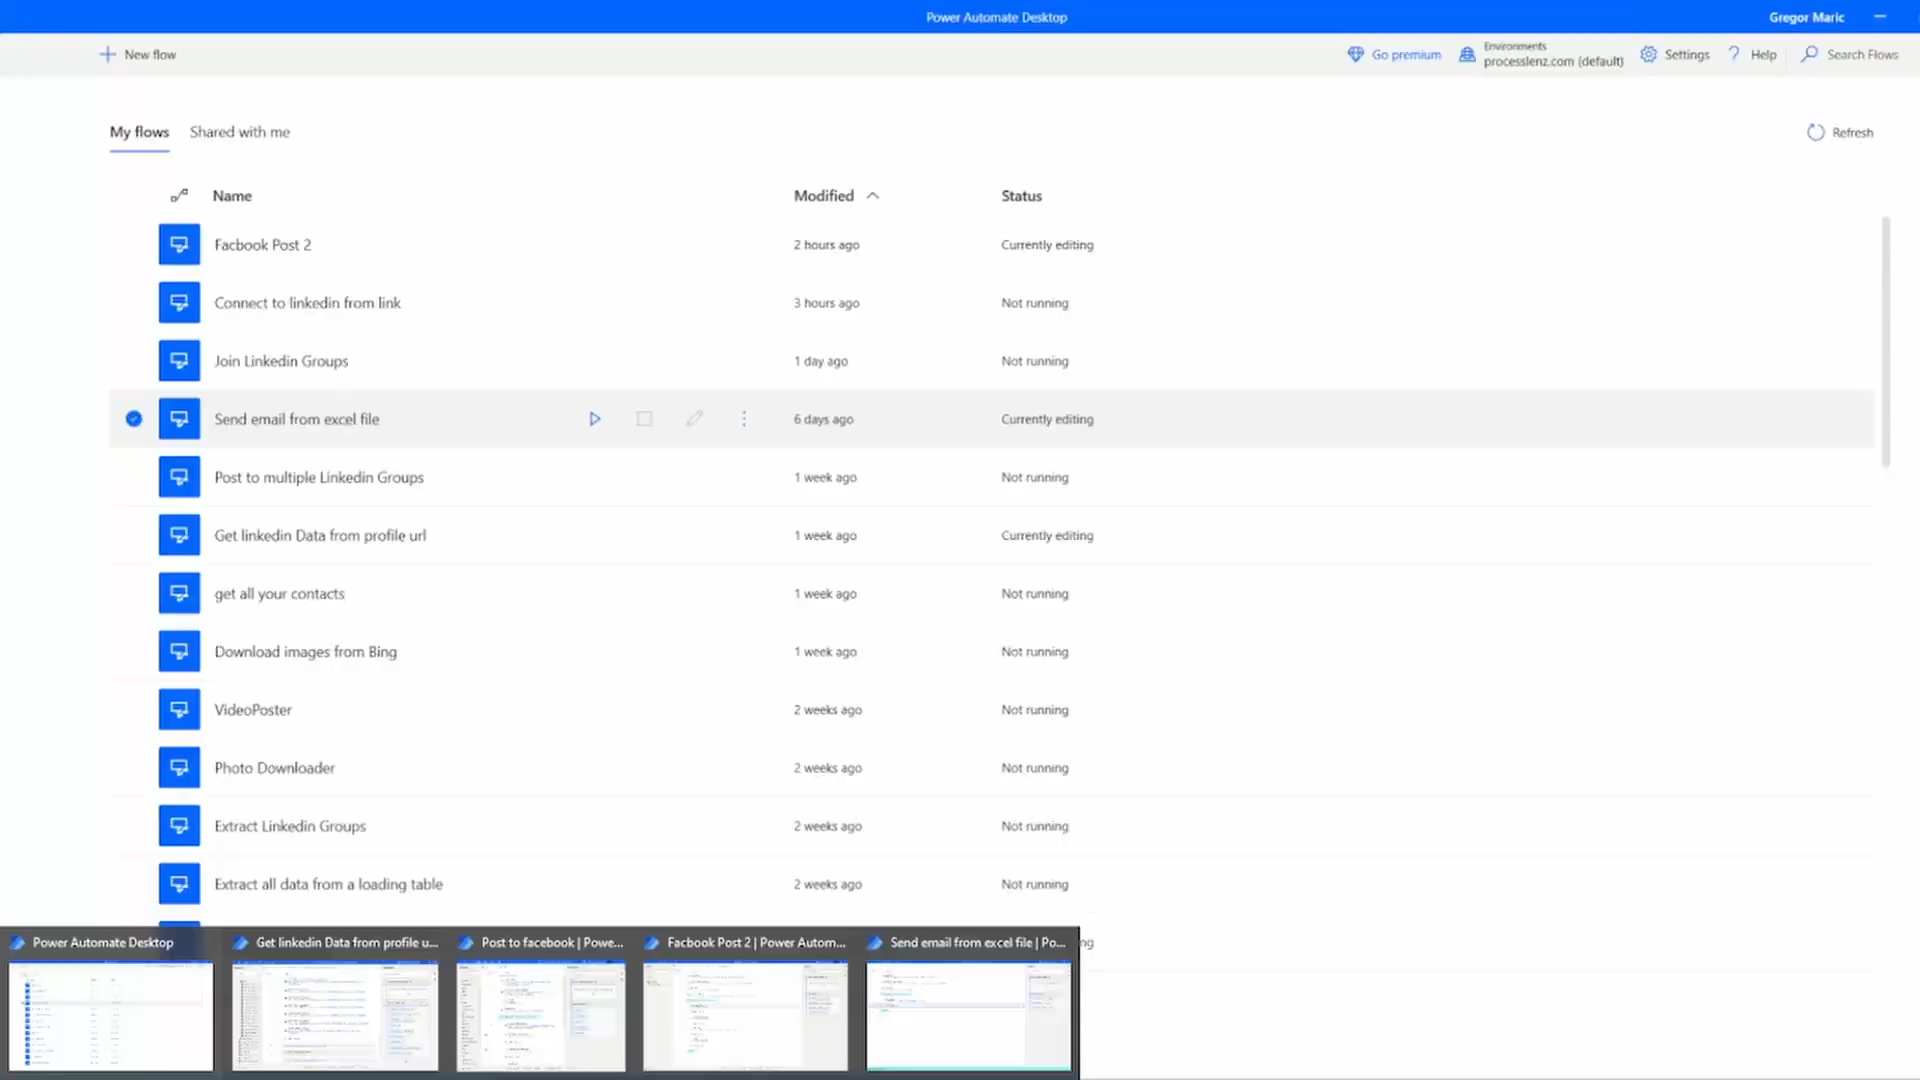 Power Automate Desktop
Gregor Maric
New flow
Go premium
Environments
processlenz.com (default)
Settings
Help
Search Flows
My flows
Shared with me
Refresh
Name
Modified
Status
Facbook Post 2
2 hours ago
Currently editing
Connect to linkedin from link
3 hours ago
Not running
Join Linkedin Groups
1 day ago
Not running
Send email from excel file
6 days ago
Currently editing
Post to multiple Linkedin Groups
1 week ago
Not running
Get linkedin Data from profile url
1 week ago
Currently editing
get all your contacts
1 week ago
Not running
Download images from Bing
1 week ago
Not running
VideoPoster
2 weeks ago
Not running
Photo Downloader
2 weeks ago
Not running
Extract Linkedin Groups
2 weeks ago
Not running
Extract all data from a loading table
2 weeks ago
Not running
Power Automate Desktop
Get linkedin Data from profile u...
Post to facebook | Powe...
Facbook Post 2 | Power Autom...
Send email from excel file | Po...
ng